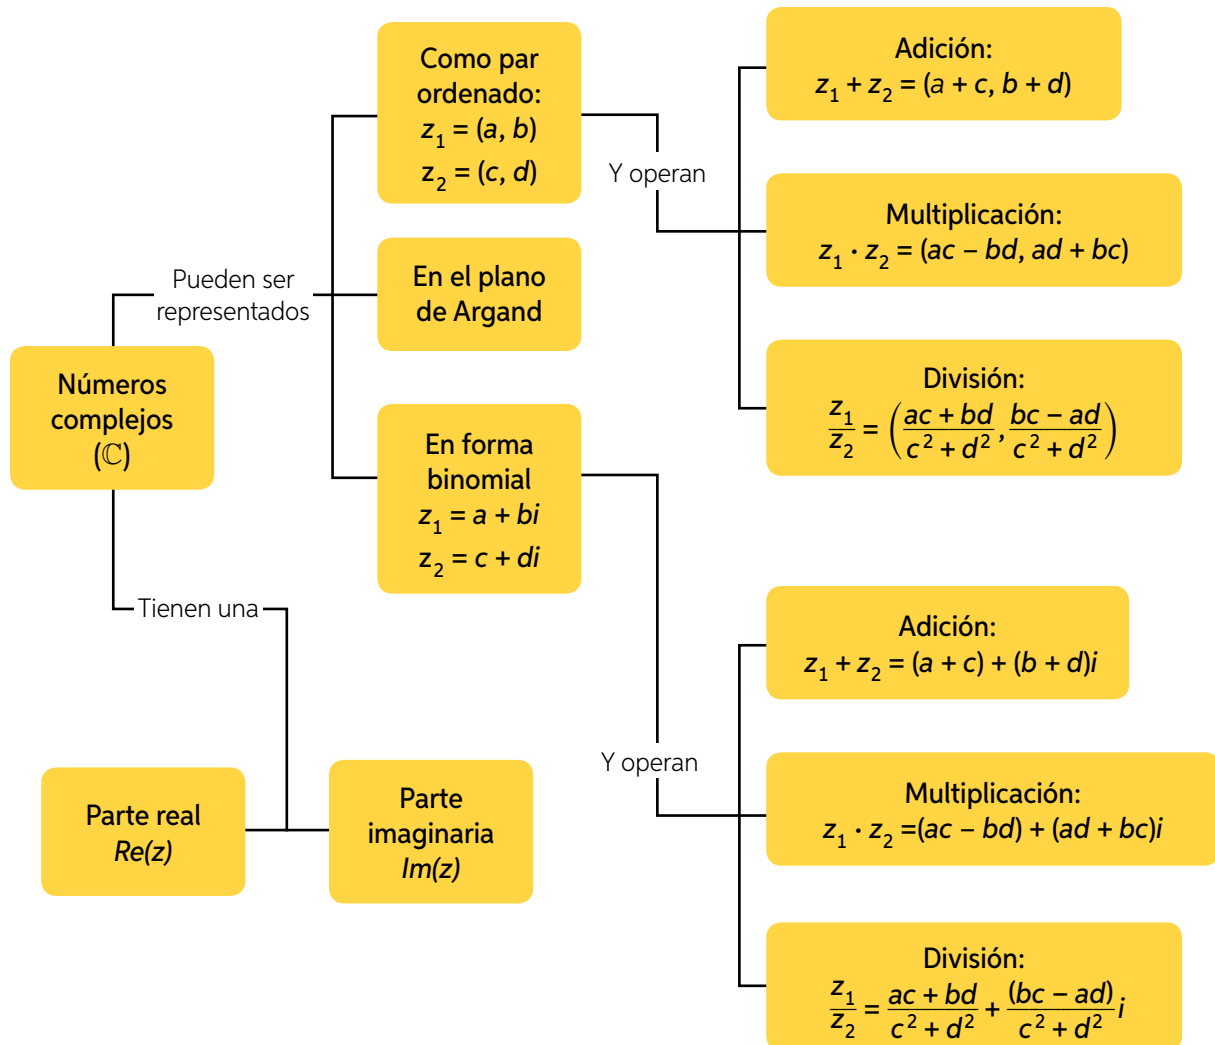 Números
complejos
(ℂ)
Pueden ser
representados
Como par
ordenado:
z₁ = (a, b)
z₂ = (c, d)
Y operan
Adición:
z₁ + z₂ = (a + c, b + d)
Multiplicación:
z₁ · z₂ = (ac – bd, ad + bc)
División:
z₁/z₂ = ((ac + bd)/(c² + d²), (bc – ad)/(c² + d²))
En el plano
de Argand
En forma
binomial
z₁ = a + bi
z₂ = c + di
Y operan
Adición:
z₁ + z₂ = (a + c) + (b + d)i
Multiplicación:
z₁ · z₂ =(ac – bd) + (ad + bc)i
División:
z₁/z₂ = (ac + bd)/(c² + d²) + (bc – ad)/(c² + d²) i
Tienen una
Parte real
Re(z)
Parte
imaginaria
Im(z)